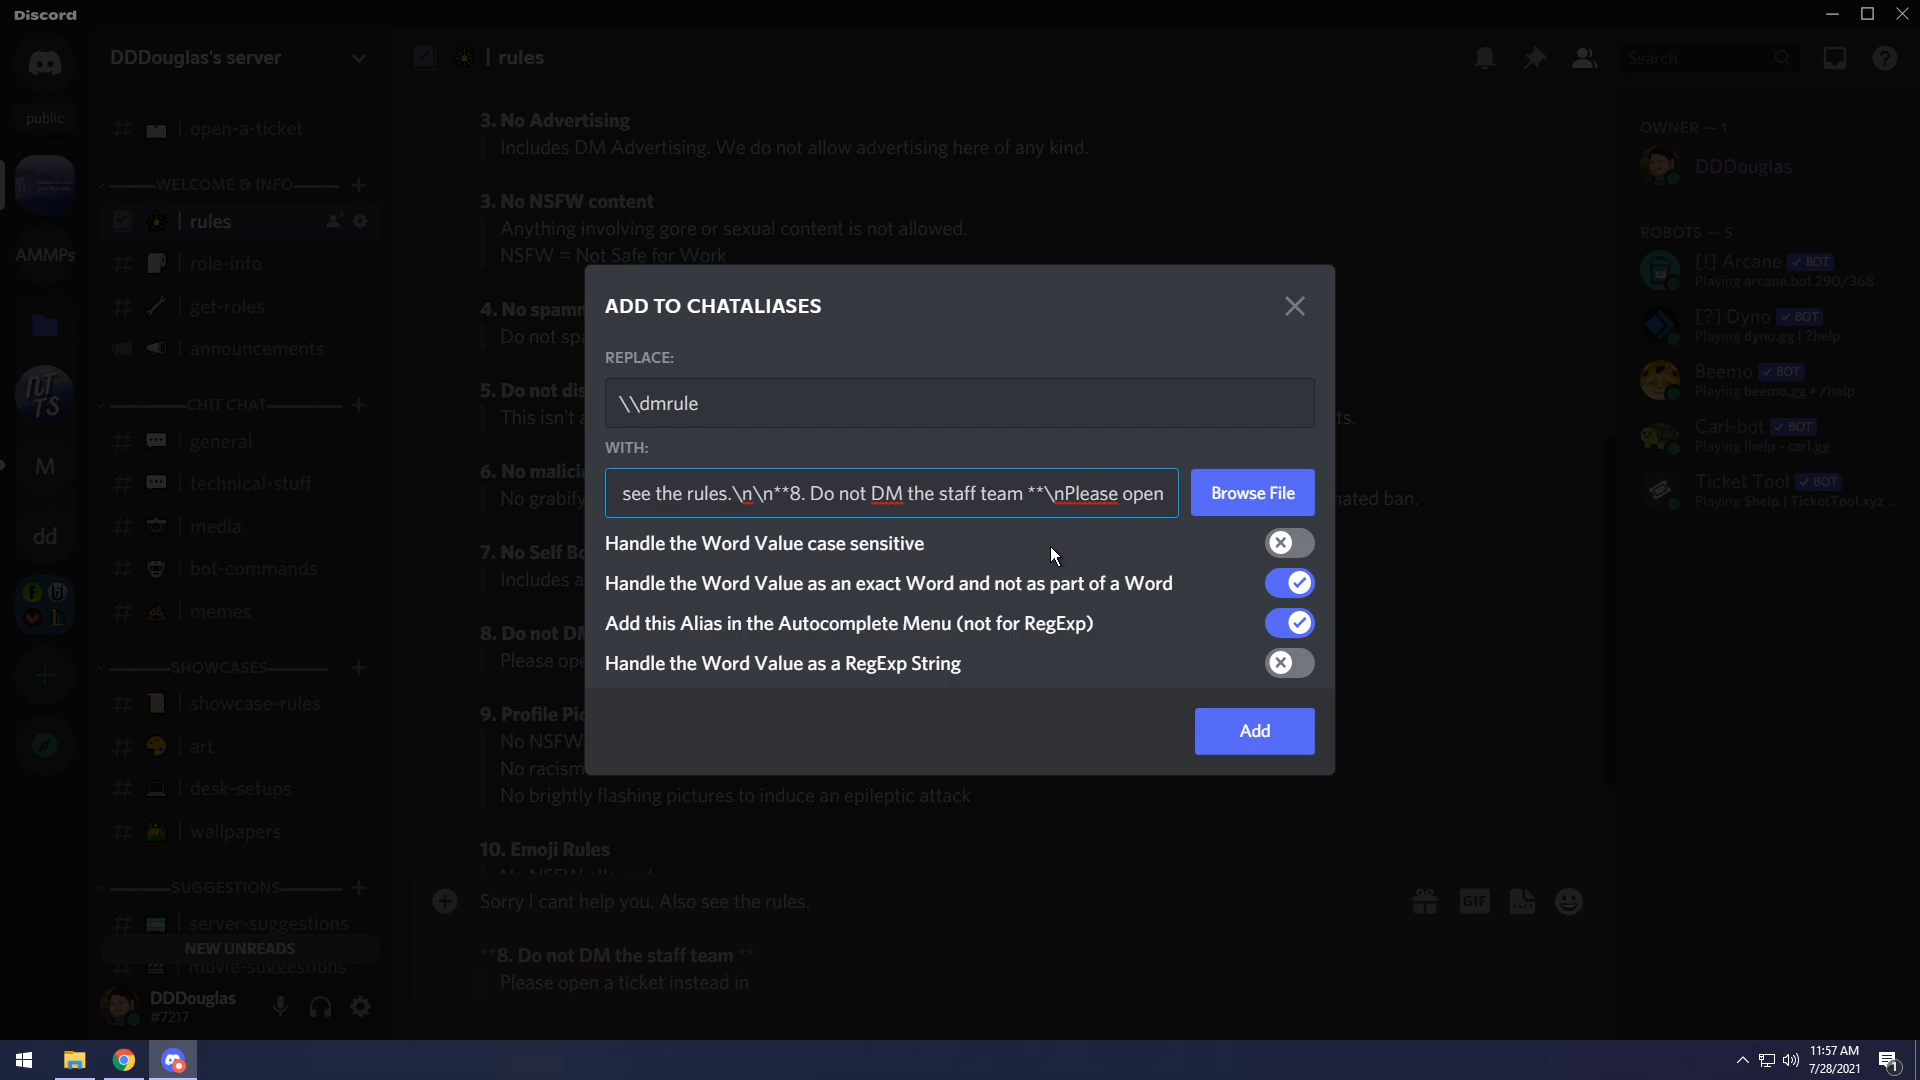 Discord
DDDouglas's server
| rules
Search
public
AMMPs
NT
TS
M
dd
| open-a-ticket
WELCOME & INFO
| rules
| role-info
| get-roles
| announcements
CHIT CHAT
| general
| technical-stuff
| media
| bot-commands
| memes
SHOWCASES
| showcase-rules
| art
| desk-setups
| wallpapers
SUGGESTIONS
| server-suggestions
NEW UNREADS
| movie-suggestions
DDDouglas
#7217
3. No Advertising
Includes DM Advertising. We do not allow advertising here of any kind.
3. No NSFW content
Anything involving gore or sexual content is not allowed.
NSFW = Not Safe for Work
4. No spamm
Do not spa
5. Do not dis
This isn't a
ts.
6. No malicio
No grabify
nated ban.
7. No Self Bo
Includes a
8. Do not DM
Please ope
9. Profile Pic
No NSFW
No racism
No brightly flashing pictures to induce an epileptic attack
10. Emoji Rules
No NSFW allowed
ADD TO CHATALIASES
REPLACE:
\\dmrule
WITH:
see the rules.\n\n**8. Do not DM the staff team **\nPlease open
Browse File
Handle the Word Value case sensitive
Handle the Word Value as an exact Word and not as part of a Word
Add this Alias in the Autocomplete Menu (not for RegExp)
Handle the Word Value as a RegExp String
Add
Sorry I cant help you. Also see the rules.
**8. Do not DM the staff team **
Please open a ticket instead in
GIF
OWNER — 1
DDDouglas
ROBOTS — 5
[!] Arcane BOT
Playing arcane.bot 290/368
[?] Dyno BOT
Playing dyno.gg | ?help
Beemo BOT
Playing beemo.gg • /help
Carl-bot BOT
Playing !help - carl.gg
Ticket Tool BOT
Playing $help | TicketTool.xyz ...
11:57 AM
7/28/2021
1